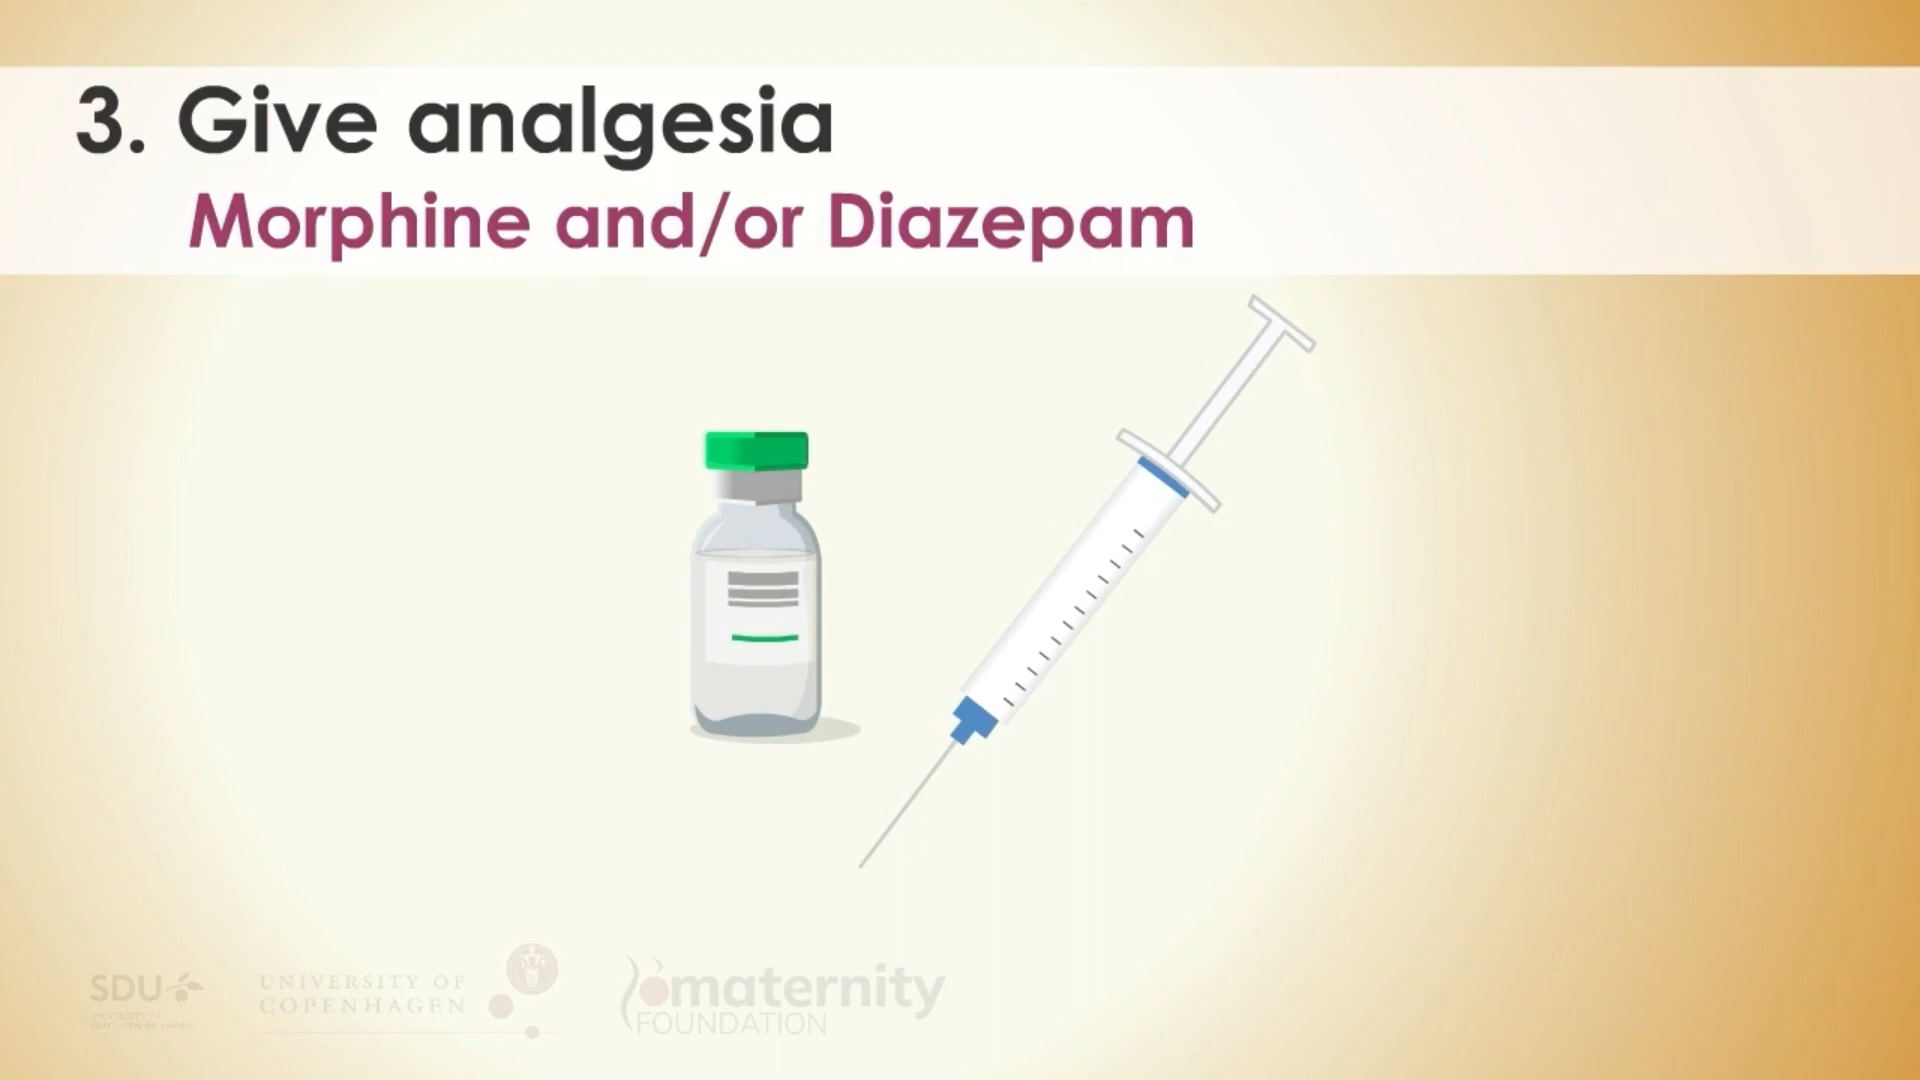 3. Give analgesia
Morphine and/or Diazepam
SDU
UNIVERSITY OF
COPENHAGEN
maternity
FOUNDATION